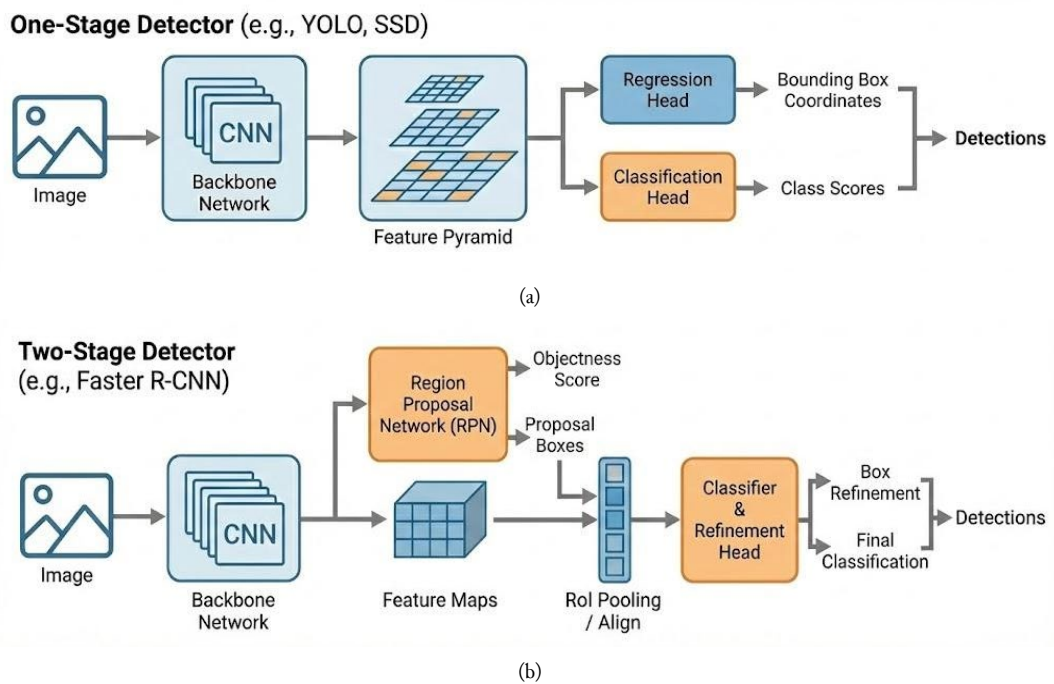 One-Stage Detector (e.g., YOLO, SSD)
Image
CNN
Backbone
Network
Feature Pyramid
Regression
Head
Bounding Box
Coordinates
Classification
Head
Class Scores
Detections
(a)
Two-Stage Detector
(e.g., Faster R-CNN)
Image
CNN
Backbone
Network
Region
Proposal
Network (RPN)
Objectness
Score
Proposal
Boxes
Feature Maps
RoI Pooling
/ Align
Classifier
&
Refinement
Head
Box
Refinement
Final
Classification
Detections
(b)